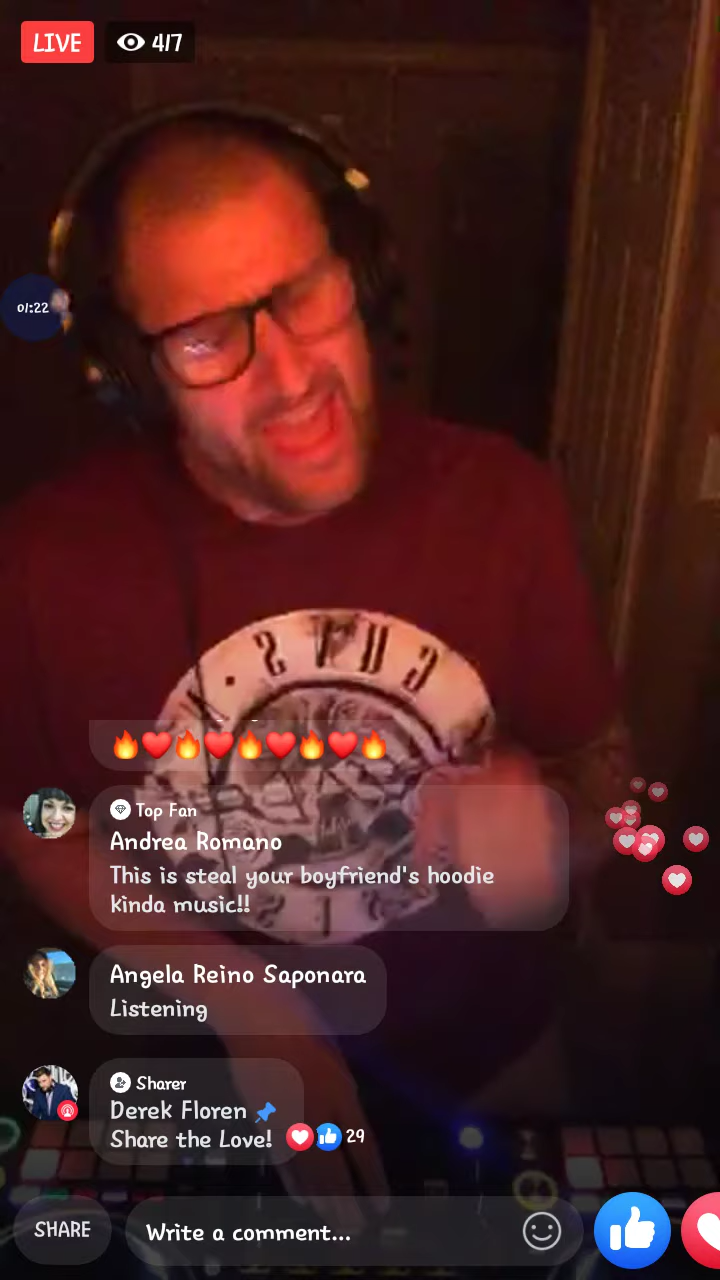 LIVE 417
01:22
🔥❤️🔥❤️🔥❤️🔥❤️🔥
Top Fan
Andrea Romano
This is steal your boyfriend's hoodie
kinda music!!
Angela Reino Saponara
Listening
Sharer
Derek Floren 📌
Share the Love! 29
SHARE Write a comment...